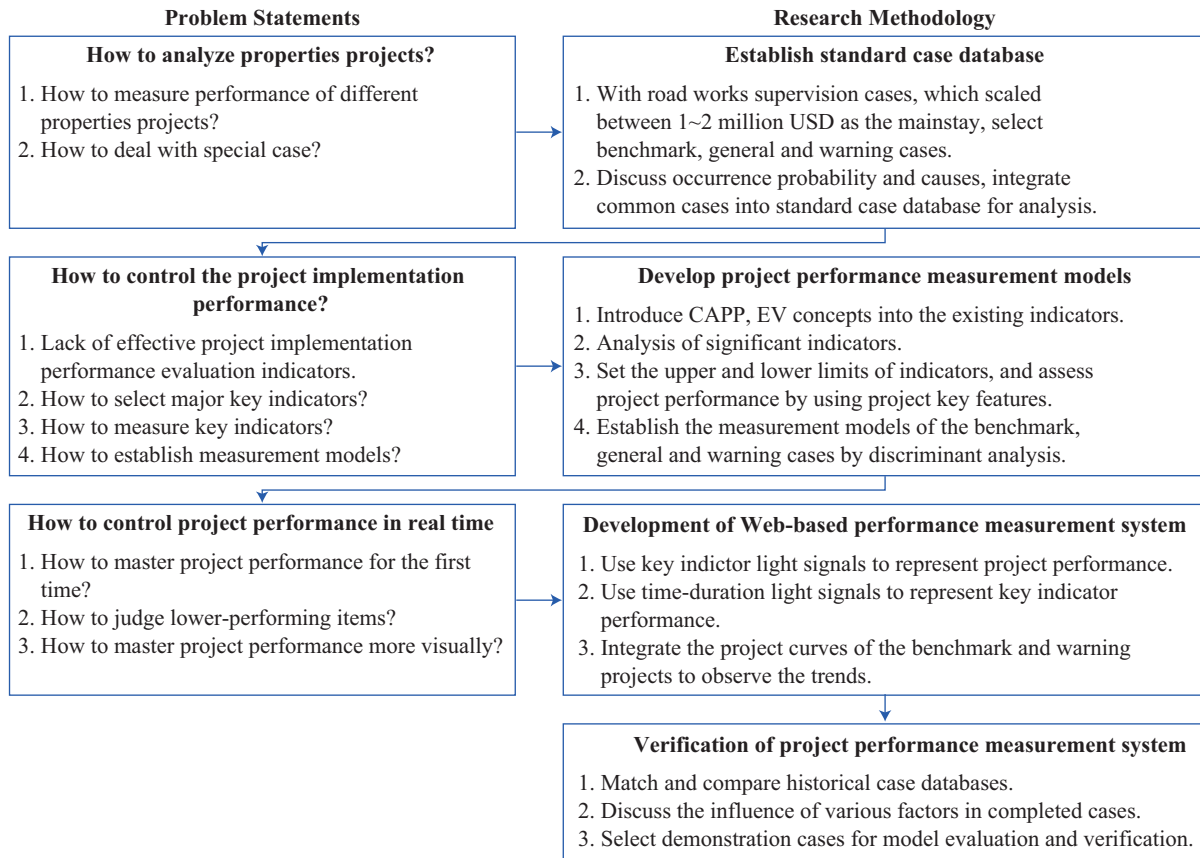 Problem Statements
Research Methodology
How to analyze properties projects?
1. How to measure performance of different
properties projects?
2. How to deal with special case?
Establish standard case database
1. With road works supervision cases, which scaled
between 1~2 million USD as the mainstay, select
benchmark, general and warning cases.
2. Discuss occurrence probability and causes, integrate
common cases into standard case database for analysis.
How to control the project implementation
performance?
1. Lack of effective project implementation
performance evaluation indicators.
2. How to select major key indicators?
3. How to measure key indicators?
4. How to establish measurement models?
Develop project performance measurement models
1. Introduce CAPP, EV concepts into the existing indicators.
2. Analysis of significant indicators.
3. Set the upper and lower limits of indicators, and assess
project performance by using project key features.
4. Establish the measurement models of the benchmark,
general and warning cases by discriminant analysis.
How to control project performance in real time
1. How to master project performance for the first
time?
2. How to judge lower-performing items?
3. How to master project performance more visually?
Development of Web-based performance measurement system
1. Use key indictor light signals to represent project performance.
2. Use time-duration light signals to represent key indicator
performance.
3. Integrate the project curves of the benchmark and warning
projects to observe the trends.
Verification of project performance measurement system
1. Match and compare historical case databases.
2. Discuss the influence of various factors in completed cases.
3. Select demonstration cases for model evaluation and verification.